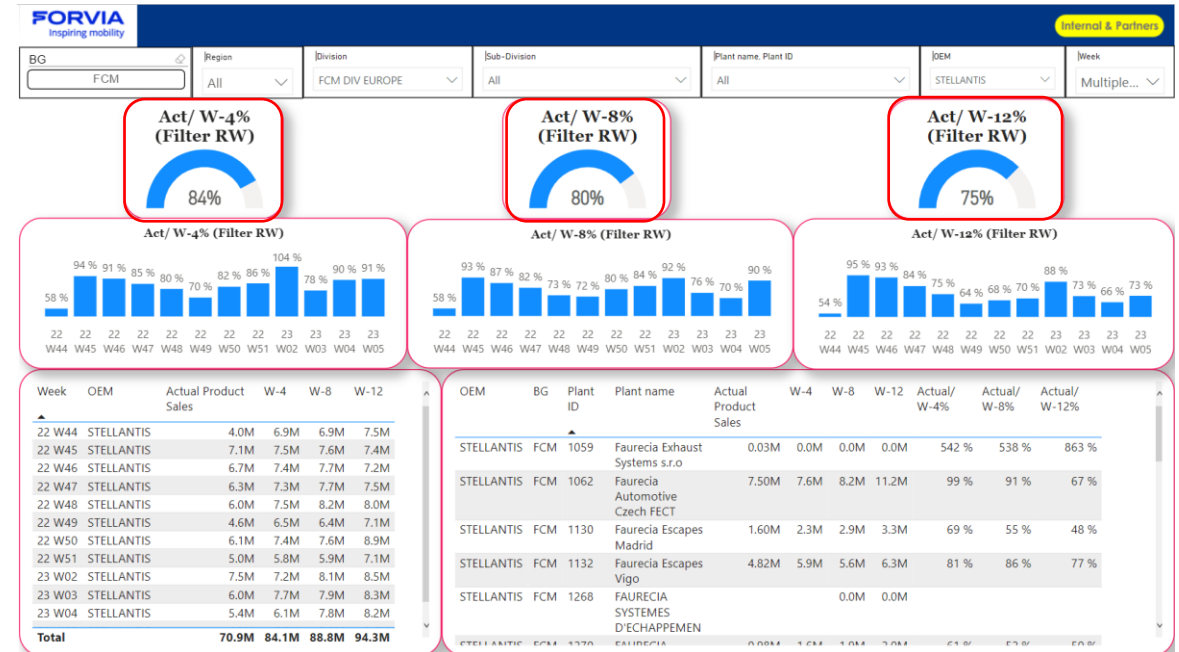 FORVIA
Inspiring mobility
Internal & Partners
BG
FCM
Region
All
Division
FCM DIV EUROPE
Sub-Division
All
Plant name, Plant ID
All
OEM
STELLANTIS
Week
Multiple...
Act/ W-4%
(Filter RW)
84%
Act/ W-8%
(Filter RW)
80%
Act/ W-12%
(Filter RW)
75%
Act/ W-4% (Filter RW)
58 % 94 % 91 % 85 % 80 % 70 % 82 % 86 % 104 % 78 % 90 % 91 %
22 22 22 22 22 22 22 22 23 23 23 23
W44 W45 W46 W47 W48 W49 W50 W51 W02 W03 W04 W05
Act/ W-8% (Filter RW)
58 % 93 % 87 % 82 % 73 % 72 % 80 % 84 % 92 % 76 % 70 % 90 %
22 22 22 22 22 22 22 22 23 23 23 23
W44 W45 W46 W47 W48 W49 W50 W51 W02 W03 W04 W05
Act/ W-12% (Filter RW)
54 % 95 % 93 % 84 % 75 % 64 % 68 % 70 % 88 % 73 % 66 % 73 %
22 22 22 22 22 22 22 22 23 23 23 23
W44 W45 W46 W47 W48 W49 W50 W51 W02 W03 W04 W05
Week OEM Actual Product W-4 W-8 W-12
Sales
22 W44 STELLANTIS 4.0M 6.9M 6.9M 7.5M
22 W45 STELLANTIS 7.1M 7.5M 7.6M 7.4M
22 W46 STELLANTIS 6.7M 7.4M 7.7M 7.2M
22 W47 STELLANTIS 6.3M 7.3M 7.7M 7.5M
22 W48 STELLANTIS 6.0M 7.5M 8.2M 8.0M
22 W49 STELLANTIS 4.6M 6.5M 6.4M 7.1M
22 W50 STELLANTIS 6.1M 7.4M 7.6M 8.9M
22 W51 STELLANTIS 5.0M 5.8M 5.9M 7.1M
23 W02 STELLANTIS 7.5M 7.2M 8.1M 8.5M
23 W03 STELLANTIS 6.0M 7.7M 7.9M 8.3M
23 W04 STELLANTIS 5.4M 6.1M 7.8M 8.2M
Total 70.9M 84.1M 88.8M 94.3M
OEM BG Plant Plant name Actual W-4 W-8 W-12 Actual/ Actual/ Actual/
ID Product W-4% W-8% W-12%
Sales
STELLANTIS FCM 1059 Faurecia Exhaust 0.03M 0.0M 0.0M 0.0M 542 % 538 % 863 %
Systems s.r.o
STELLANTIS FCM 1062 Faurecia 7.50M 7.6M 8.2M 11.2M 99 % 91 % 67 %
Automotive
Czech FECT
STELLANTIS FCM 1130 Faurecia Escapes 1.60M 2.3M 2.9M 3.3M 69 % 55 % 48 %
Madrid
STELLANTIS FCM 1132 Faurecia Escapes 4.82M 5.9M 5.6M 6.3M 81 % 86 % 77 %
Vigo
STELLANTIS FCM 1268 FAURECIA 0.0M 0.0M
SYSTEMES
D'ECHAPPEMEN
STELLANTIS FCM